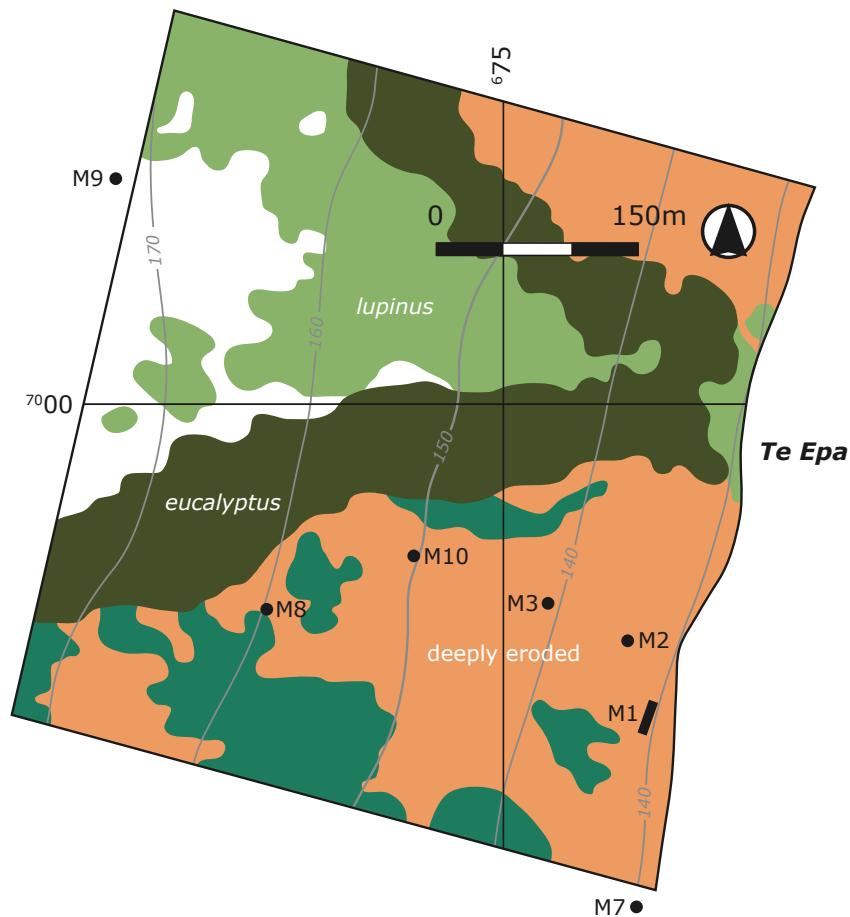 ⁶75
M9
0 150m
170
lupinus
160
⁷⁰00
150
Te Epa
eucalyptus
M10
140
M3
M8
M2
deeply eroded
M1
140
M7